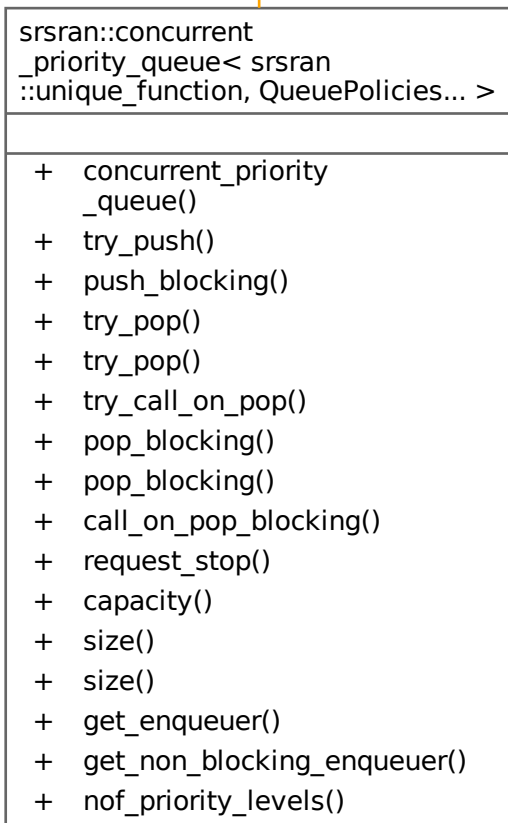 srsran::concurrent
_priority_queue< srsran
::unique_function, QueuePolicies... >
+ concurrent_priority
_queue()
+ try_push()
+ push_blocking()
+ try_pop()
+ try_pop()
+ try_call_on_pop()
+ pop_blocking()
+ pop_blocking()
+ call_on_pop_blocking()
+ request_stop()
+ capacity()
+ size()
+ size()
+ get_enqueuer()
+ get_non_blocking_enqueuer()
+ nof_priority_levels()